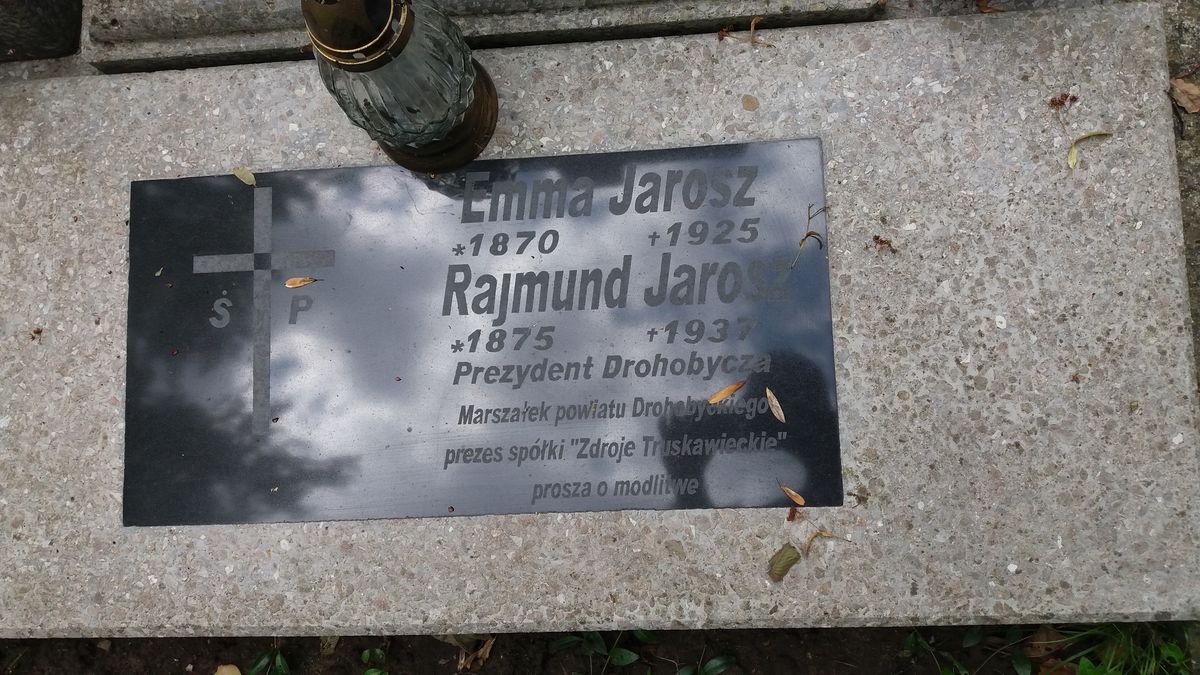 Ś P
Emma Jarosz
*1870 †1925
Rajmund Jarosz
*1875 †1937
Prezydent Drohobycza
Marszałek powiatu Drohobyckiego
prezes spółki "Zdroje Truskawieckie"
prosza o modlitwe